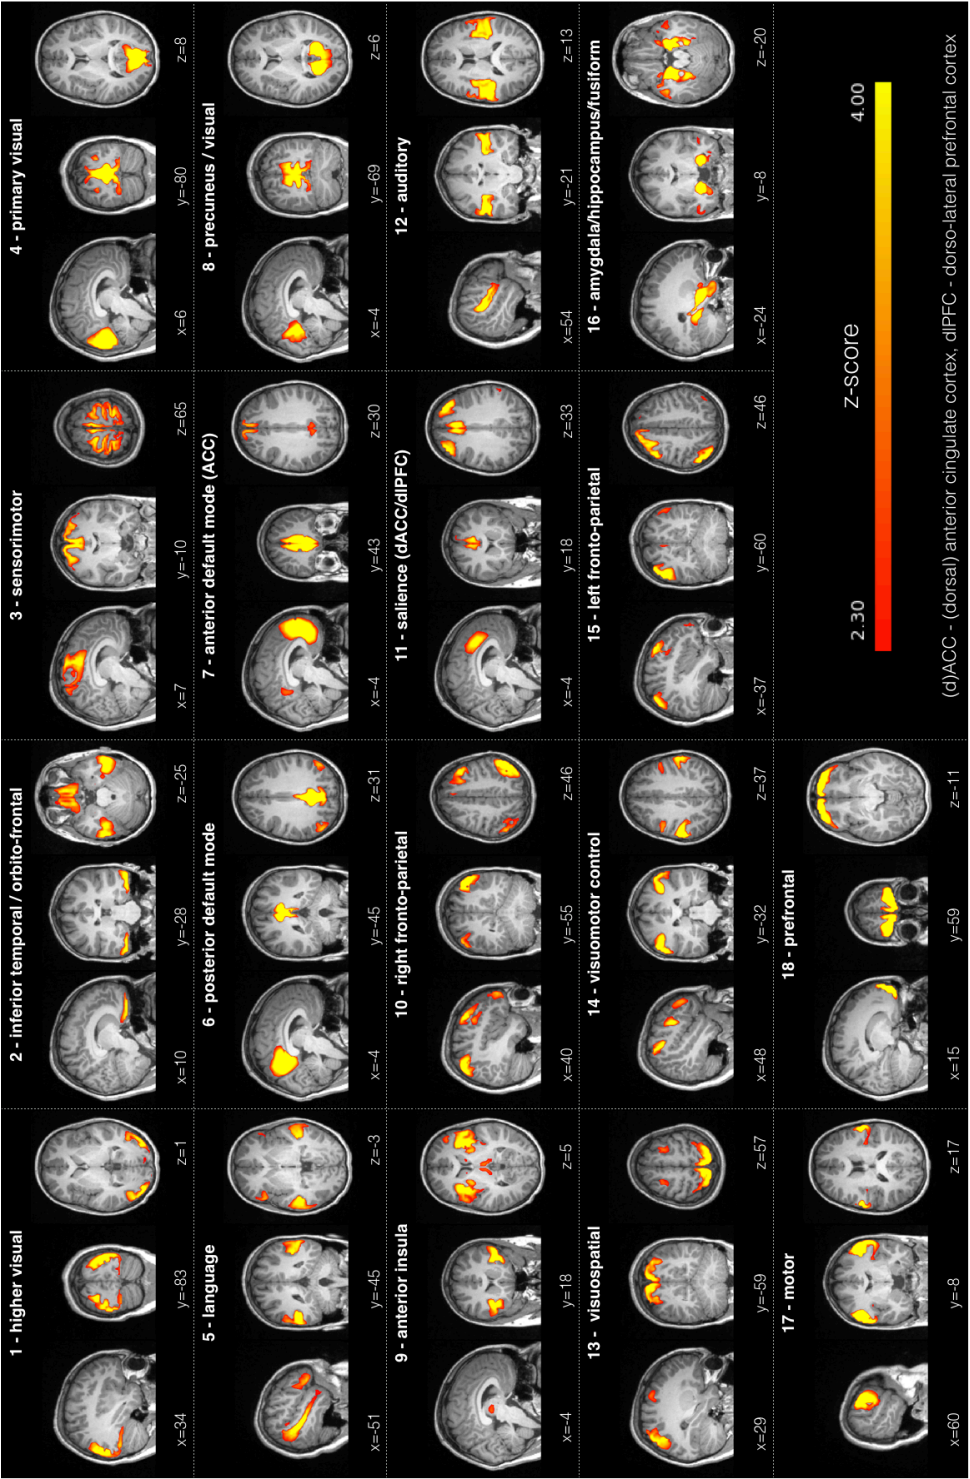 1 - higher visual
x=34 y=-83 z=1
2 - inferior temporal / orbito-frontal
x=10 y=-28 z=-25
3 - sensorimotor
x=7 y=-10 z=65
4 - primary visual
x=6 y=-80 z=8
5 - language
x=-51 y=-45 z=-3
6 - posterior default mode
x=-4 y=-45 z=31
7 - anterior default mode (ACC)
x=-4 y=43 z=30
8 - precuneus / visual
x=-4 y=-69 z=6
9 - anterior insula
x=-4 y=18 z=5
10 - right fronto-parietal
x=40 y=-55 z=46
11 - salience (dACC/dlPFC)
x=-4 y=18 z=33
12 - auditory
x=54 y=-21 z=13
13 - visuospatial
x=29 y=-59 z=57
14 - visuomotor control
x=48 y=-32 z=37
15 - left fronto-parietal
x=-37 y=-60 z=46
16 - amygdala/hippocampus/fusiform
x=-24 y=-8 z=-20
17 - motor
x=60 y=-8 z=17
18 - prefrontal
x=15 y=59 z=-11
Z-score
2.30 4.00
(d)ACC - (dorsal) anterior cingulate cortex, dlPFC - dorso-lateral prefrontal cortex